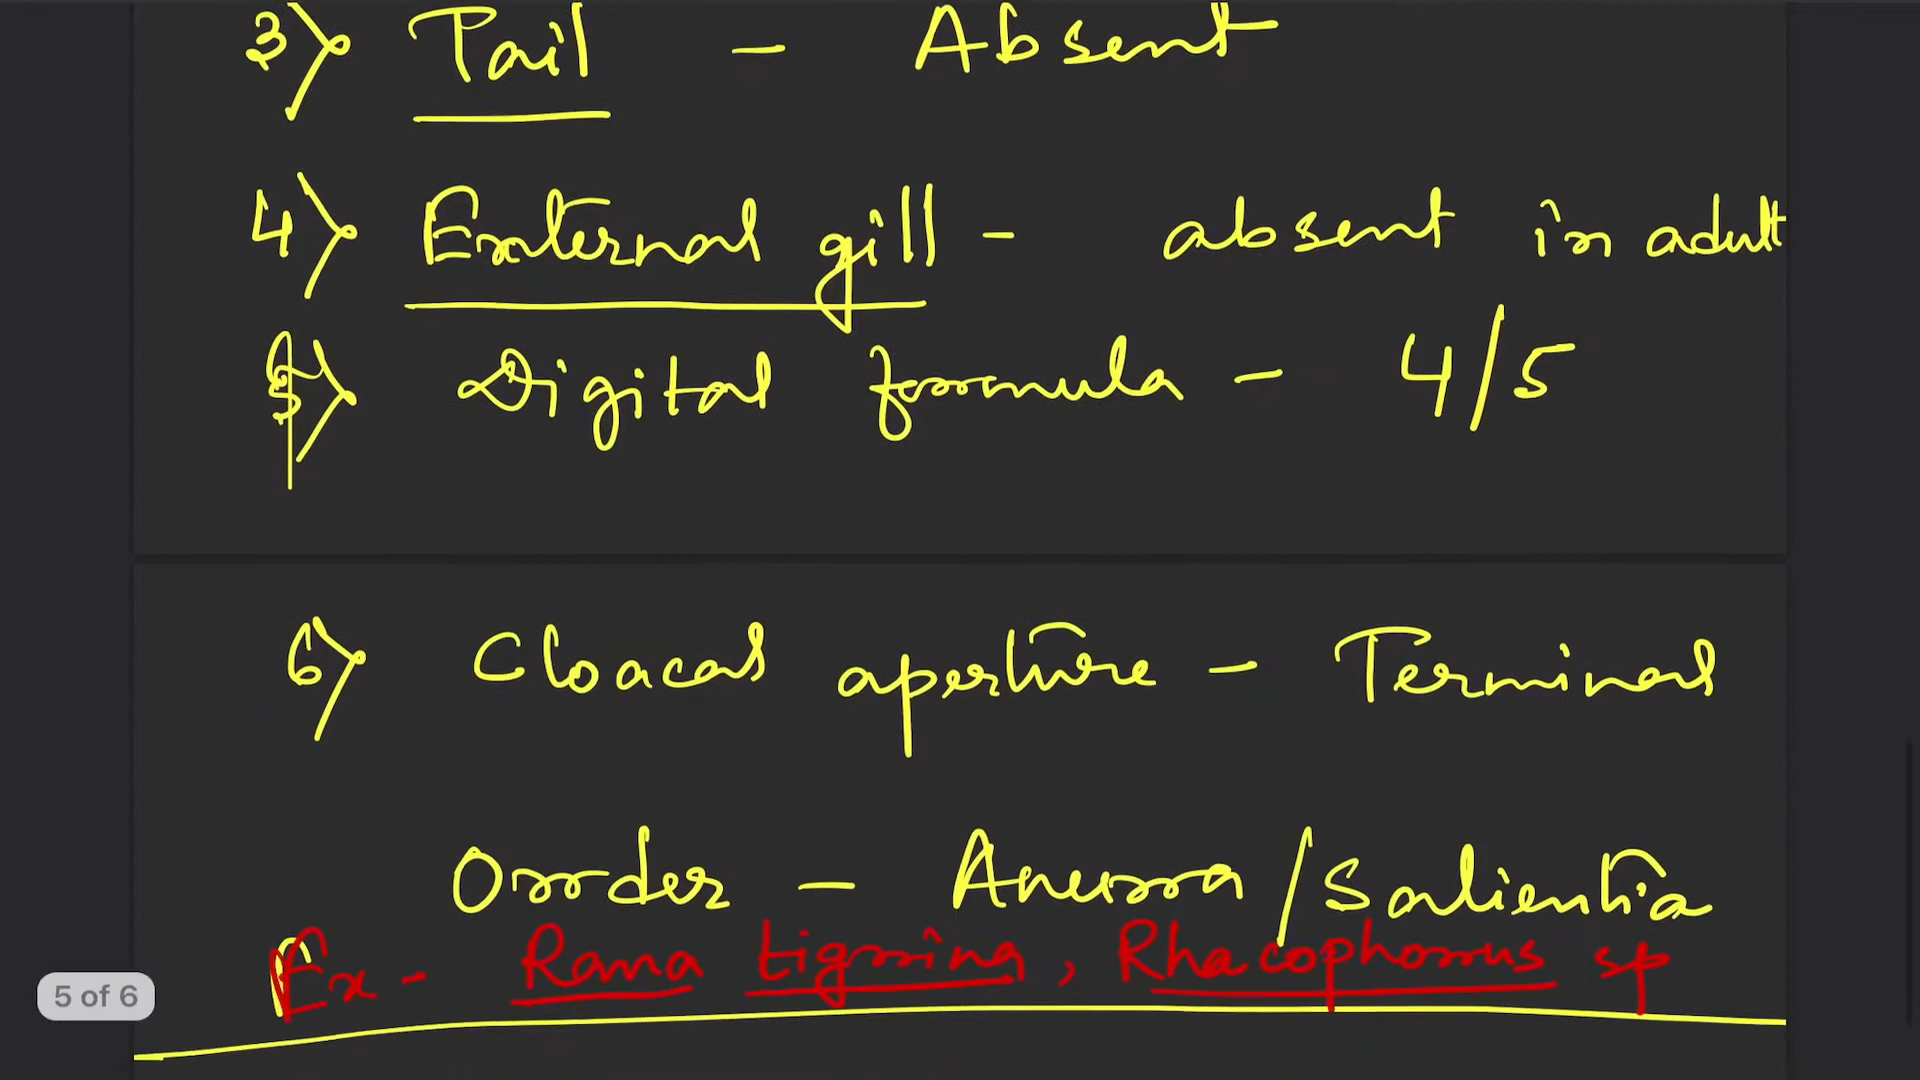 3) Tail - Absent
4) External gill - absent in adult
5) Digital formula - 4/5
6) Cloacal aperture - Terminal
Order - Anura/Salientia
Ex - Rana tigrina, Rhacophorus sp
5 of 6